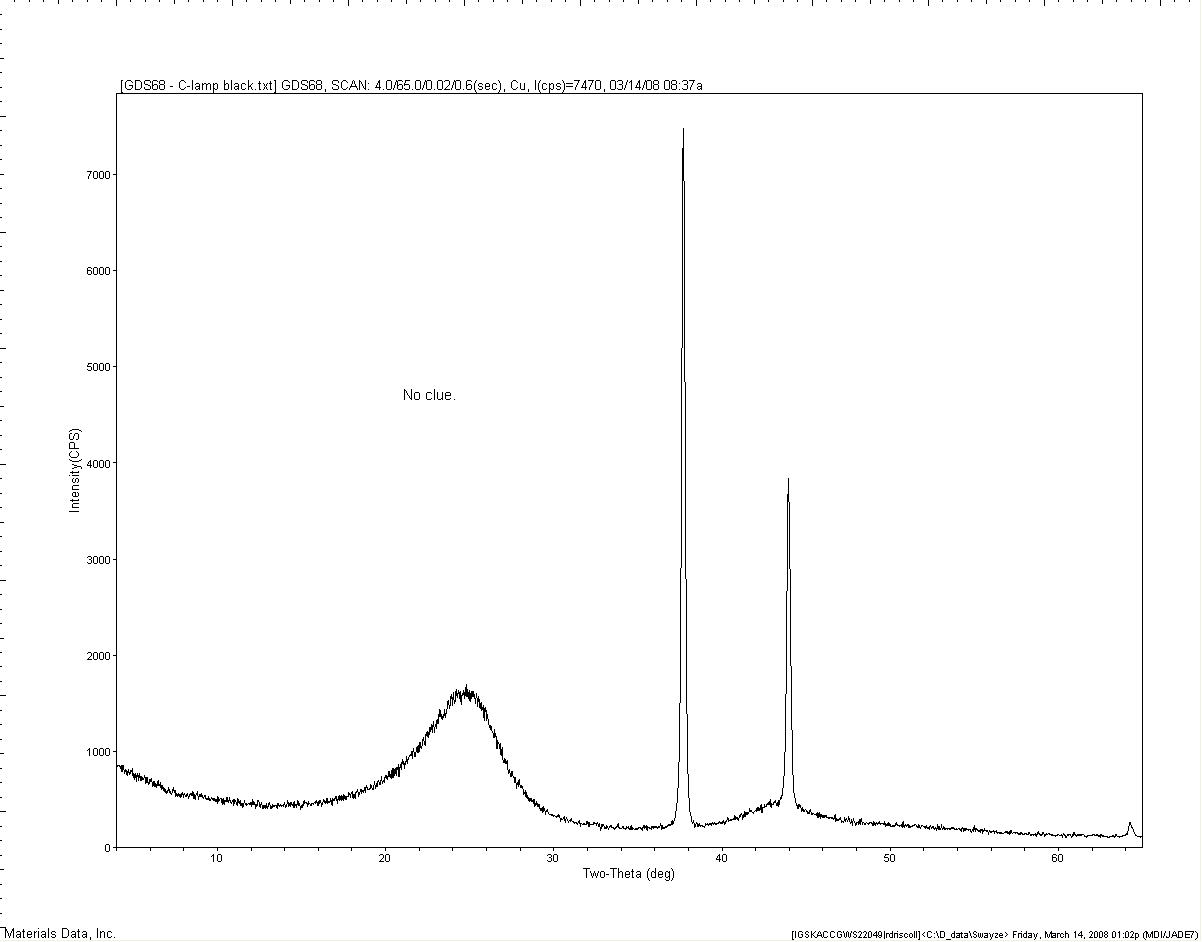 [GDS68 - C-lamp black.txt] GDS68, SCAN: 4.0/65.0/0.02/0.6(sec), Cu, I(cps)=7470, 03/14/08 08:37a
7000
6000
5000
No clue.
Intensity(CPS)
4000
3000
2000
1000
0
10 20 30 40 50 60
Two-Theta (deg)
Materials Data, Inc.
[IGSKACCGWS22049|rdriscoll]<C:\D_data\Swayze> Friday, March 14, 2008 01:02p (MDI/JADE7)